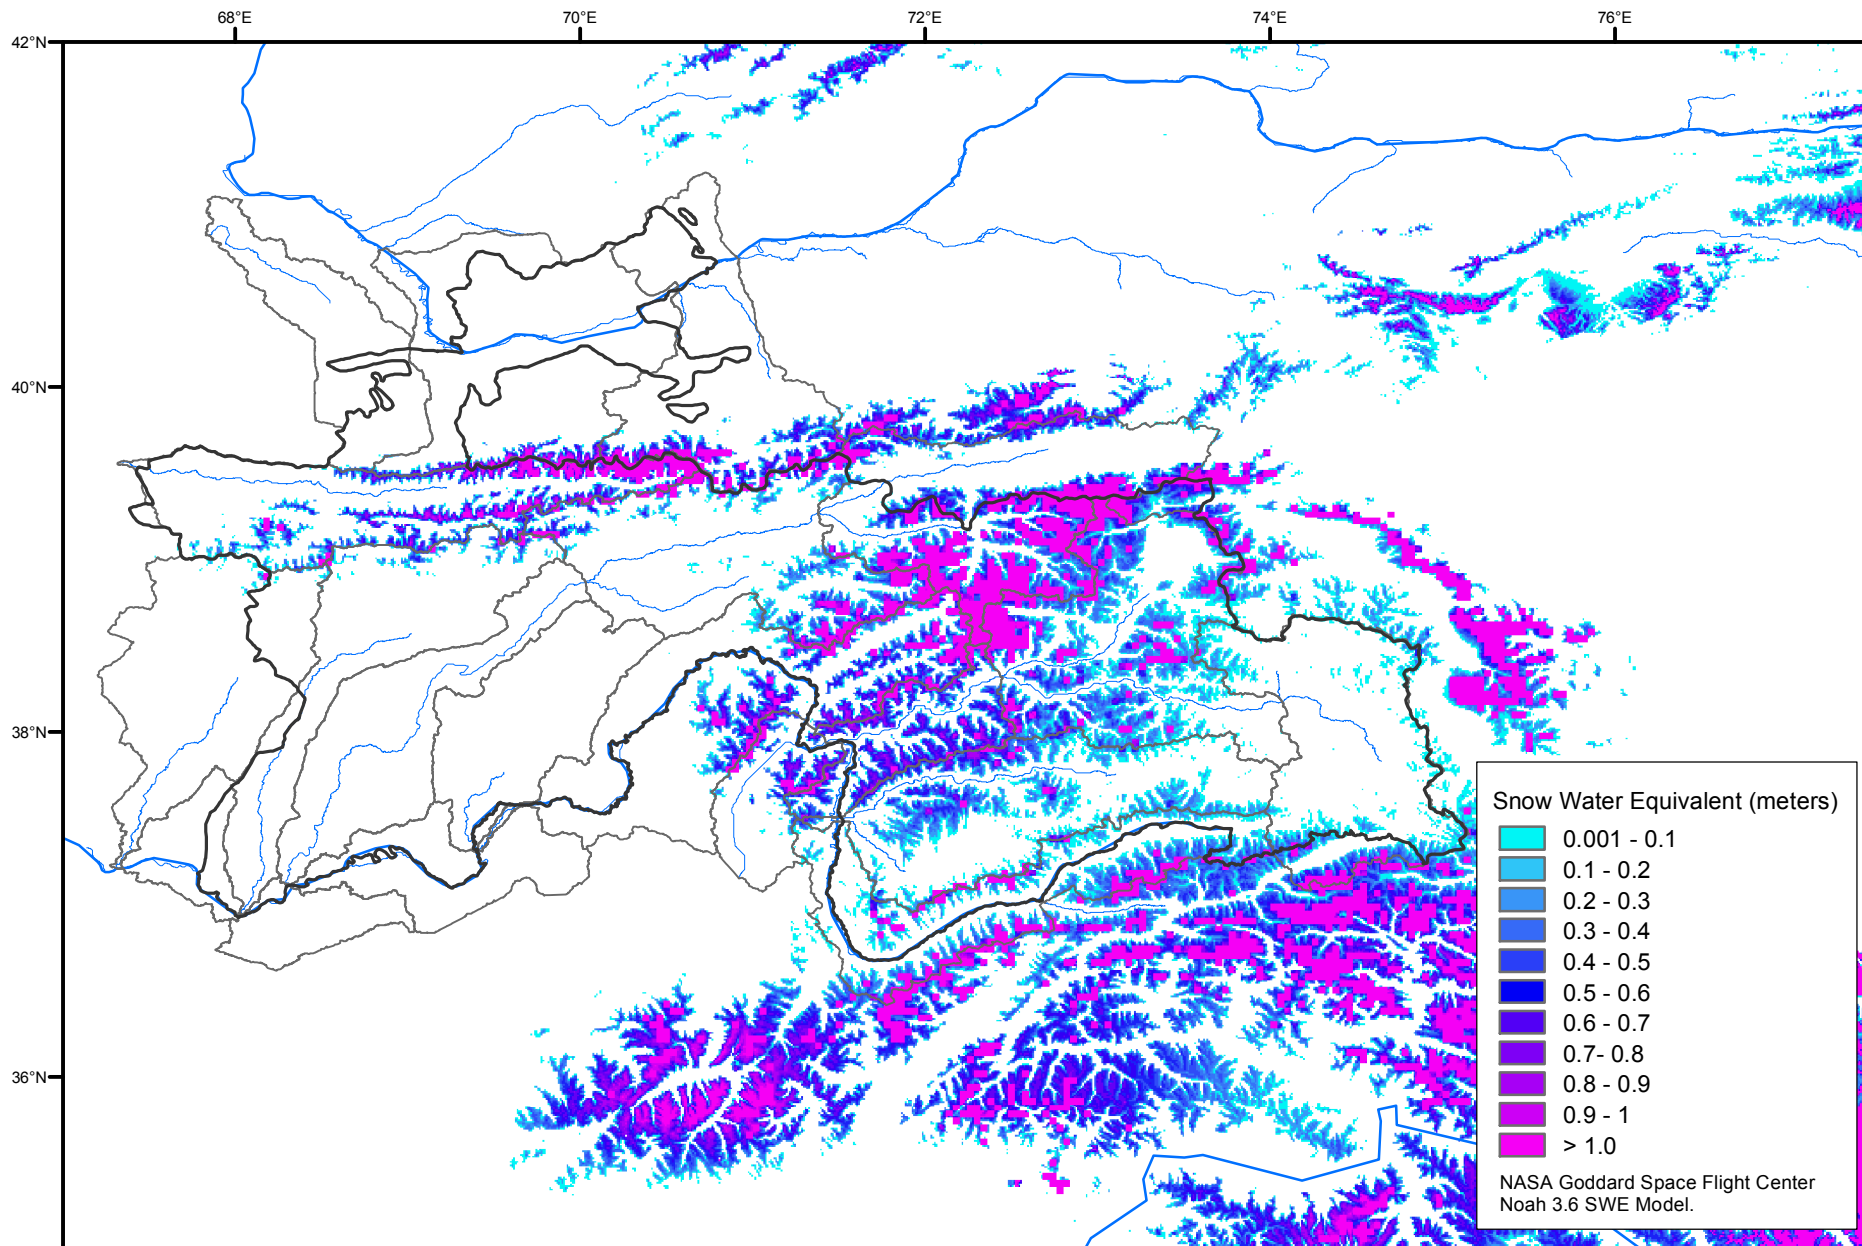 68°E
70°E
72°E
74°E
76°E
42°N
40°N
38°N
36°N
Snow Water Equivalent (meters)
0.001 - 0.1
0.1 - 0.2
0.2 - 0.3
0.3 - 0.4
0.4 - 0.5
0.5 - 0.6
0.6 - 0.7
0.7- 0.8
0.8 - 0.9
0.9 - 1
> 1.0
NASA Goddard Space Flight Center
Noah 3.6 SWE Model.